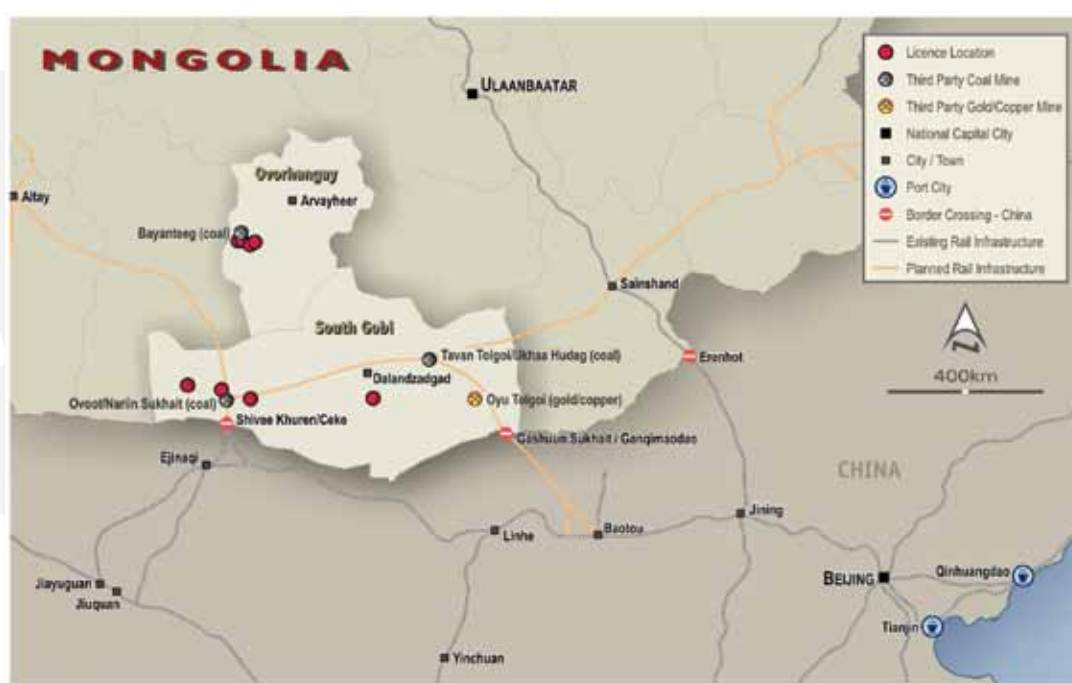 MONGOLIA
ULAANBAATAR
Altay
Ovorhangay
Arvayheer
Bayanteeg (coal)
Sainshand
South Gobi
Tavan Tolgoi/Ukhaa Hudag (coal)
Erenhot
Dalandzadgad
Ovoot/Nariin Sukhait (coal)
Oyu Tolgoi (gold/copper)
Shivee Khuren/Ceke
Gashuun Sukhait / Ganqimaodao
Ejinaqi
CHINA
Linhe
Baotou
Jining
Jiayuguan
Jiuquan
BEIJING
Qinhuangdao
Tianjin
Yinchuan
Licence Location
Third Party Coal Mine
Third Party Gold/Copper Mine
National Capital City
City / Town
Port City
Border Crossing - China
Existing Rail Infrastructure
Planned Rail Infrastructure
N
400km